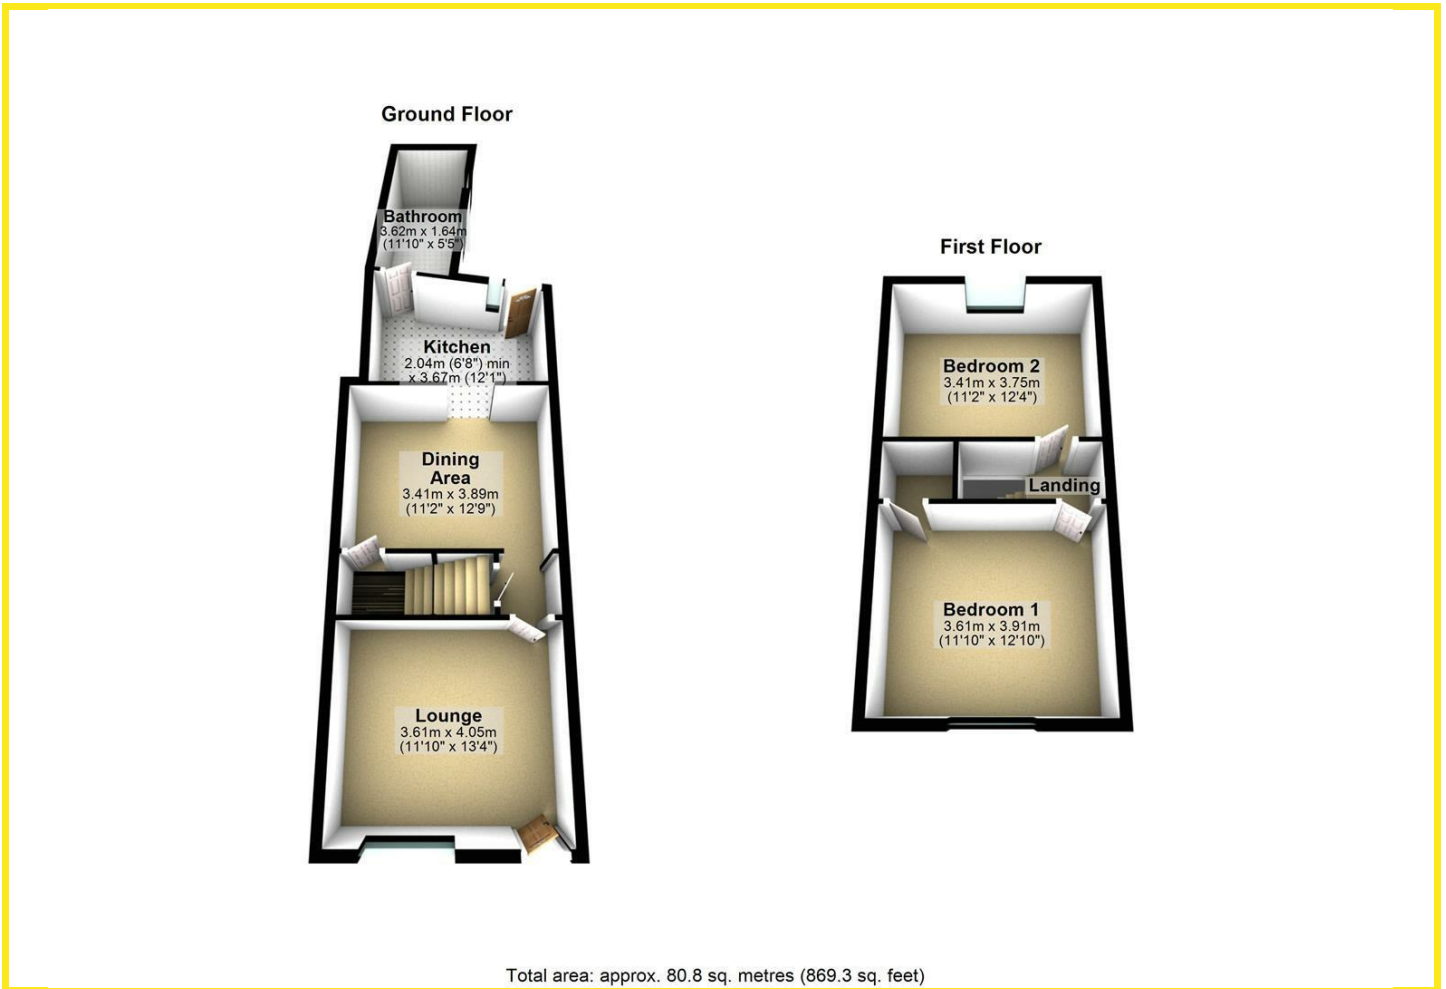 Ground Floor
Bathroom
3.62m x 1.64m
(11'10" x 5'5")
Kitchen
2.04m (6'8") min
x 3.67m (12'1")
Dining
Area
3.41m x 3.89m
(11'2" x 12'9")
Lounge
3.61m x 4.05m
(11'10" x 13'4")
First Floor
Bedroom 2
3.41m x 3.75m
(11'2" x 12'4")
Landing
Bedroom 1
3.61m x 3.91m
(11'10" x 12'10")
Total area: approx. 80.8 sq. metres (869.3 sq. feet)